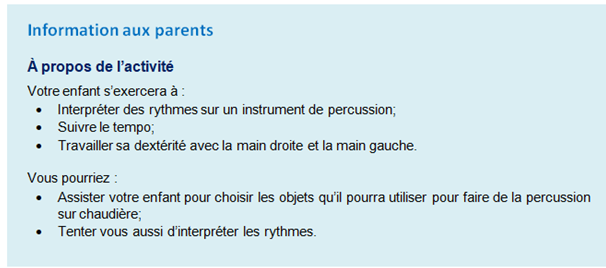 Information aux parents
À propos de l'activité
Votre enfant s'exercera à :
• Interpréter des rythmes sur un instrument de percussion;
• Suivre le tempo;
• Travailler sa dextérité avec la main droite et la main gauche.
Vous pourriez :
• Assister votre enfant pour choisir les objets qu'il pourra utiliser pour faire de la percussion
sur chaudière;
• Tenter vous aussi d'interpréter les rythmes.